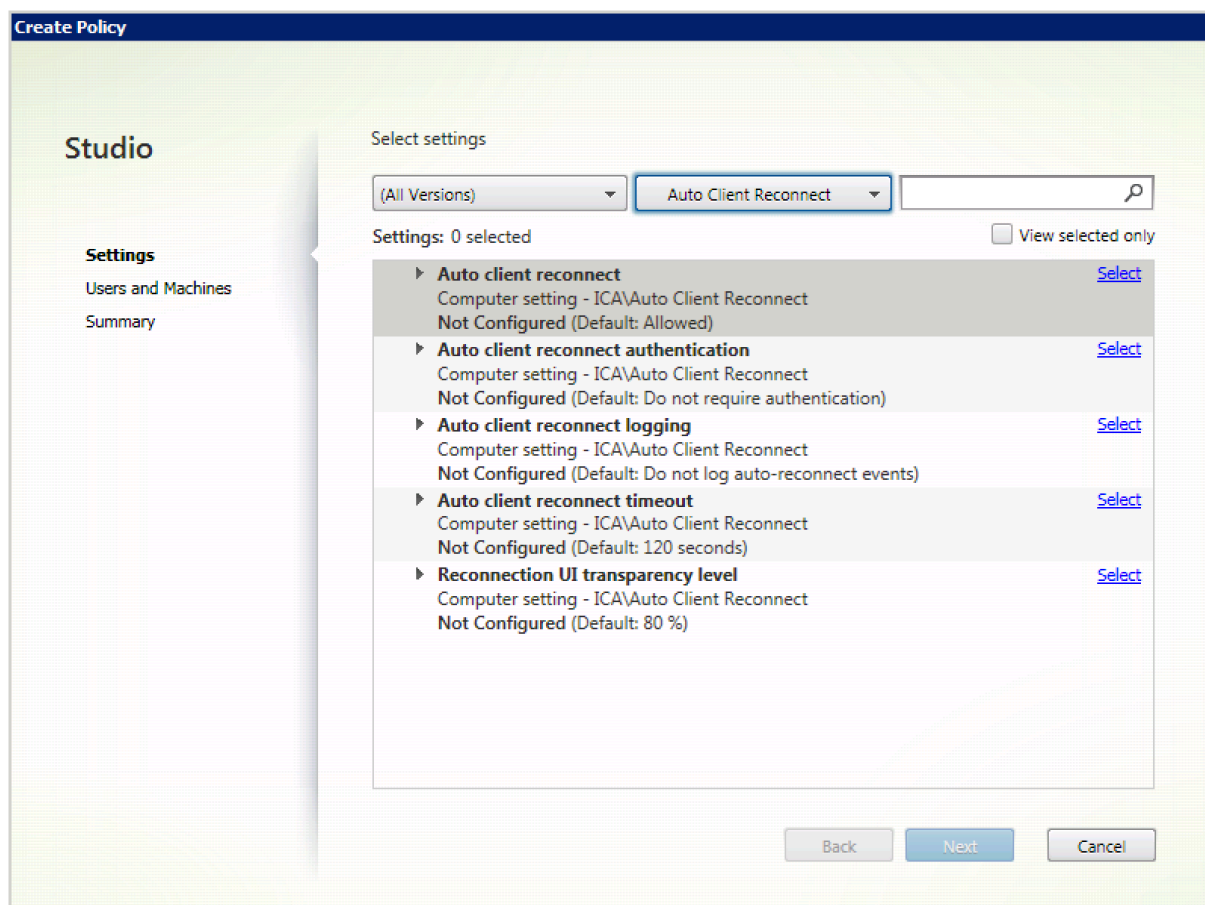 Create Policy
Studio
Settings
Users and Machines
Summary
Select settings
(All Versions)
Auto Client Reconnect
Settings: 0 selected
View selected only
Auto client reconnect
Select
Computer setting - ICA\Auto Client Reconnect
Not Configured (Default: Allowed)
Auto client reconnect authentication
Select
Computer setting - ICA\Auto Client Reconnect
Not Configured (Default: Do not require authentication)
Auto client reconnect logging
Select
Computer setting - ICA\Auto Client Reconnect
Not Configured (Default: Do not log auto-reconnect events)
Auto client reconnect timeout
Select
Computer setting - ICA\Auto Client Reconnect
Not Configured (Default: 120 seconds)
Reconnection UI transparency level
Select
Computer setting - ICA\Auto Client Reconnect
Not Configured (Default: 80 %)
Back
Next
Cancel